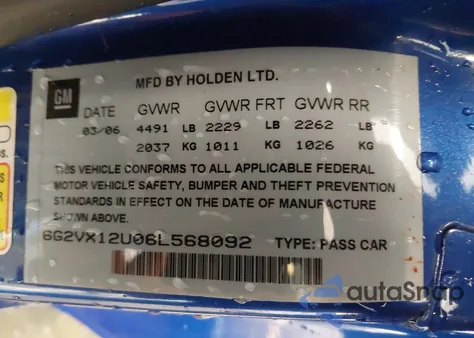 GM
MFD BY HOLDEN LTD.
DATE GVWR GVWR FRT GVWR RR
03/06 4491 LB 2229 LB 2262 LB
2037 KG 1011 KG 1026 KG
THIS VEHICLE CONFORMS TO ALL APPLICABLE FEDERAL
MOTOR VEHICLE SAFETY, BUMPER AND THEFT PREVENTION
STANDARDS IN EFFECT ON THE DATE OF MANUFACTURE
SHOWN ABOVE.
6G2VX12U06L568092 TYPE: PASS CAR
autoSnap